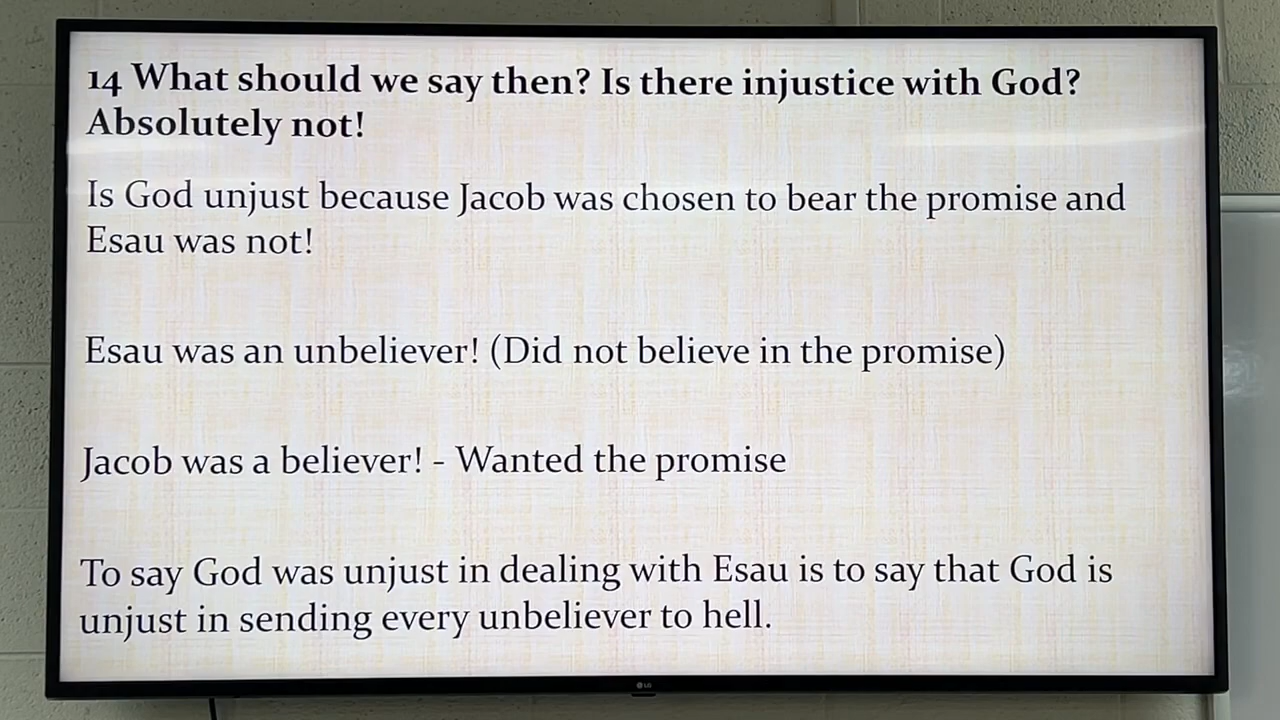 14 What should we say then? Is there injustice with God?
Absolutely not!
Is God unjust because Jacob was chosen to bear the promise and
Esau was not!
Esau was an unbeliever! (Did not believe in the promise)
Jacob was a believer! - Wanted the promise
To say God was unjust in dealing with Esau is to say that God is
unjust in sending every unbeliever to hell.
LG